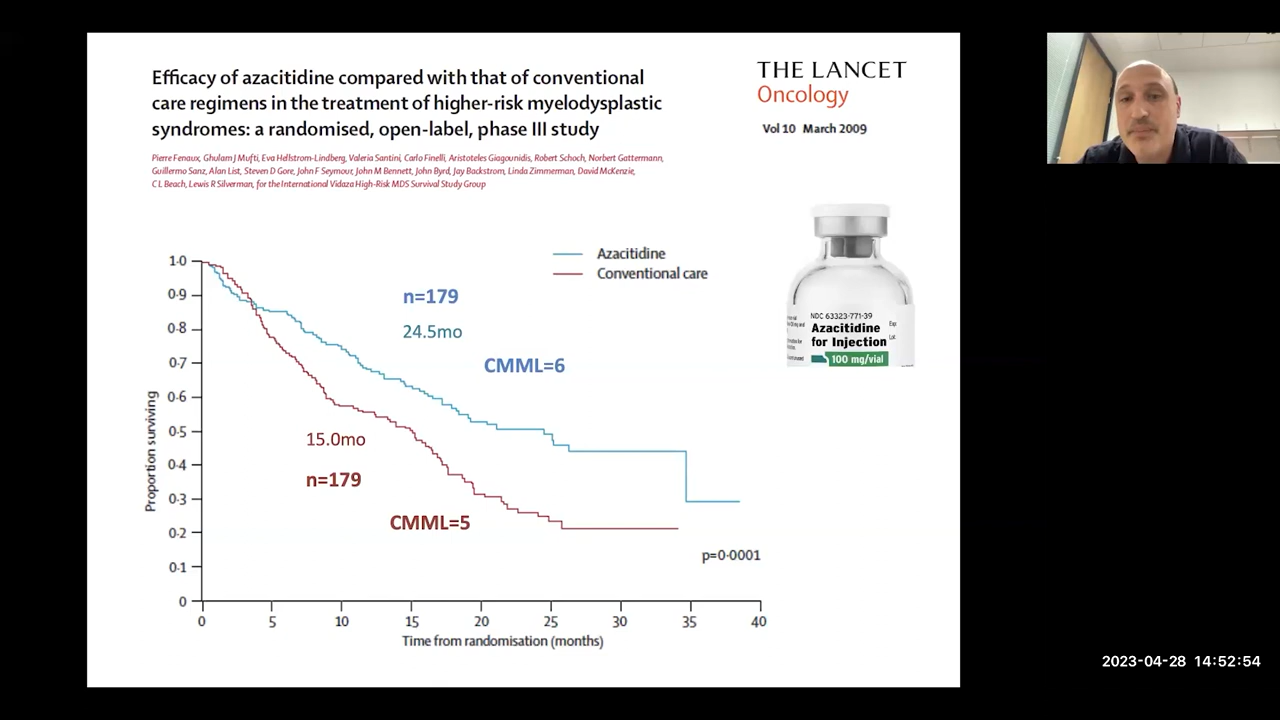 Efficacy of azacitidine compared with that of conventional
care regimens in the treatment of higher-risk myelodysplastic
syndromes: a randomised, open-label, phase III study
Pierre Fenaux, Ghulam J Mufti, Eva Hellstrom-Lindberg, Valeria Santini, Carlo Finelli, Aristoteles Giagounidis, Robert Schoch, Norbert Gattermann,
Guillermo Sanz, Alan List, Steven D Gore, John F Seymour, John M Bennett, John Byrd, Jay Backstrom, Linda Zimmerman, David McKenzie,
C L Beach, Lewis R Silverman, for the International Vidaza High-Risk MDS Survival Study Group
THE LANCET
Oncology
Vol 10 March 2009
Azacitidine
Conventional care
n=179
24.5mo
CMML=6
15.0mo
n=179
CMML=5
p=0·0001
Proportion surviving
1·0
0·9
0·8
0·7
0·6
0·5
0·4
0·3
0·2
0·1
0
0 5 10 15 20 25 30 35 40
Time from randomisation (months)
NDC 63323-771-39
Azacitidine
for Injection
100 mg/vial
2023-04-28 14:52:54